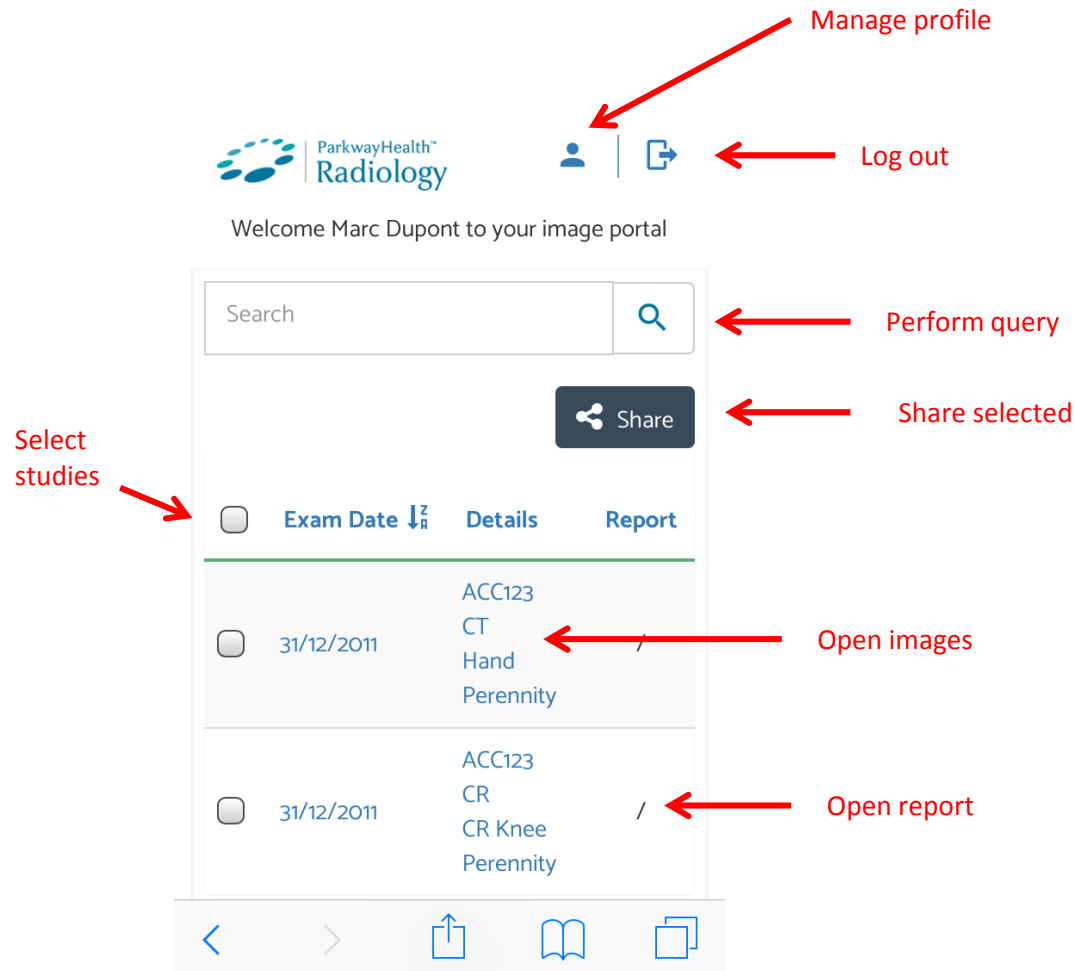 Manage profile
ParkwayHealth™
Radiology
Log out
Welcome Marc Dupont to your image portal
Search
Perform query
Share
Share selected
Select
studies
Exam Date
Details
Report
ACC123
CT
Hand
Perennity
31/12/2011
/
Open images
ACC123
CR
CR Knee
Perennity
31/12/2011
/
Open report